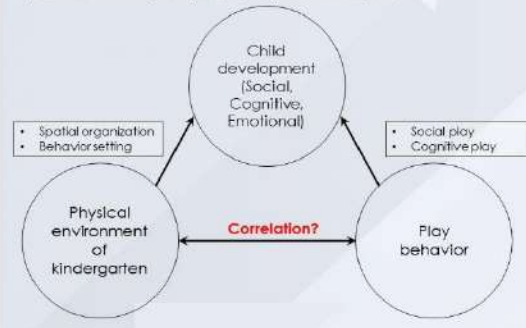 Child
development
(Social,
Cognitive,
Emotional)
• Spatial organization
• Behavior setting
• Social play
• Cognitive play
Physical
environment
of
kindergarten
Correlation?
Play
behavior